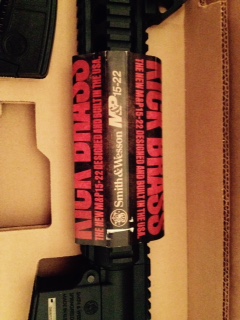 KICK BRASS
THE NEW M&P15-22 DESIGNED AND BUILT IN THE USA.
Smith & Wesson M&P15-22
KICK BRASS
THE NEW M&P15-22 DESIGNED AND BUILT IN THE USA.